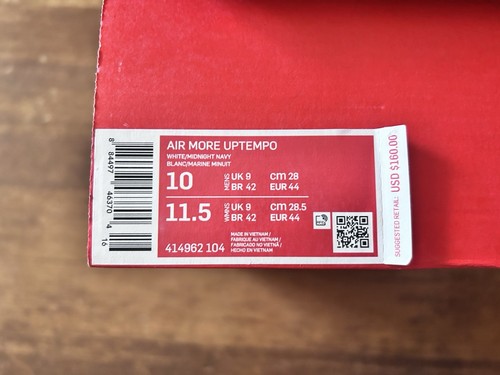 AIR MORE UPTEMPO
WHITE/MIDNIGHT NAVY
BLANC/MARINE MINUIT
10 MENS UK 9 CM 28
BR 42 EUR 44
11.5 WMNS UK 9 CM 28.5
BR 42 EUR 44
MADE IN VIETNAM /
FABRIQUÉ AU VIETNAM /
FABRICADO NO VIETNÃ /
HECHO EN VIETNAM
414962 104
8 84497 46370 4
16
SUGGESTED RETAIL: USD $160.00